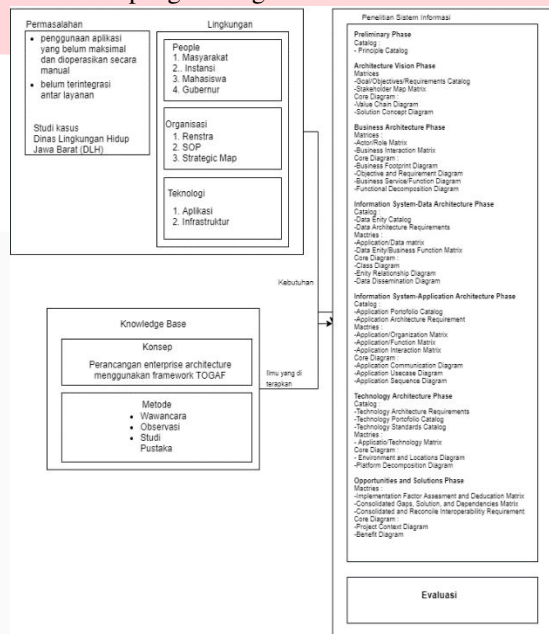 Permasalahan
• penggunaan aplikasi
yang belum maksimal
dan dioperasikan secara
manual
• belum terintegrasi
antar layanan
Studi kasus
Dinas Lingkungan Hidup
Jawa Barat (DLH)
Lingkungan
People
1. Masyarakat
2.. Instansi
3. Mahasiswa
4. Gubernur
Organisasi
1. Renstra
2. SOP
3. Strategic Map
Teknologi
1. Aplikasi
2. Infrastruktur
Kebutuhan
Knowledge Base
Konsep
Perancangan enterprise architecture
menggunakan framework TOGAF
Metode
• Wawancara
• Observasi
• Studi
Pustaka
Ilmu yang di
terapkan
Penelitian Sistem Informasi
Preliminary Phase
Catalog :
- Principle Catalog
Architecture Vision Phase
Matrices
-Goal/Objectives/Requirements Catalog
-Stakeholder Map Matrix
Core Diagram :
-Value Chain Diagram
-Solution Concept Diagram
Business Architecture Phase
Matrices :
-Actor/Role Matrix
-Business Interaction Matrix
Core Diagram :
-Business Footprint Diagram
-Objective and Requirement Diagram
-Business Service/Function Diagram
-Functional Decomposition Diagram
Information System-Data Architecture Phase
Catalog :
-Data Enity Catalog
-Data Architecture Requirements
Mactries :
-Application/Data matrix
-Data Enity/Business Function Matrix
Core Diagram :
-Class Diagram
-Enity Relationship Diagram
-Data Dissemination Diagram
Information System-Application Architecture Phase
Catalog :
-Application Portofolio Catalog
-Application Architecture Requirement
Mactries :
-Application/Organization Matrix
-Application/Function Matrix
-Application Interaction Matrix
Core Diagram :
-Application Communication Diagram
-Application Usecase Diagram
-Application Sequence Diagram
Technology Architecture Phase
Catalog :
-Technology Architecture Requirements
-Technology Portofolio Catalog
-Technology Standards Catalog
Mactries :
- Applicatio/Technology Matrix
Core Diagram :
- Environment and Locations Diagram
-Platform Decomposition Diagram
Opportunities and Solutions Phase
Mactries :
-Implementation Factor Assesment and Deducation Matrix
-Consolidated Gaps, Solution, and Dependencies Matrix
-Consolidated and Reconcile Interoperability Requirement
Core Diagram :
-Project Context Diagram
-Benefit Diagram
Evaluasi